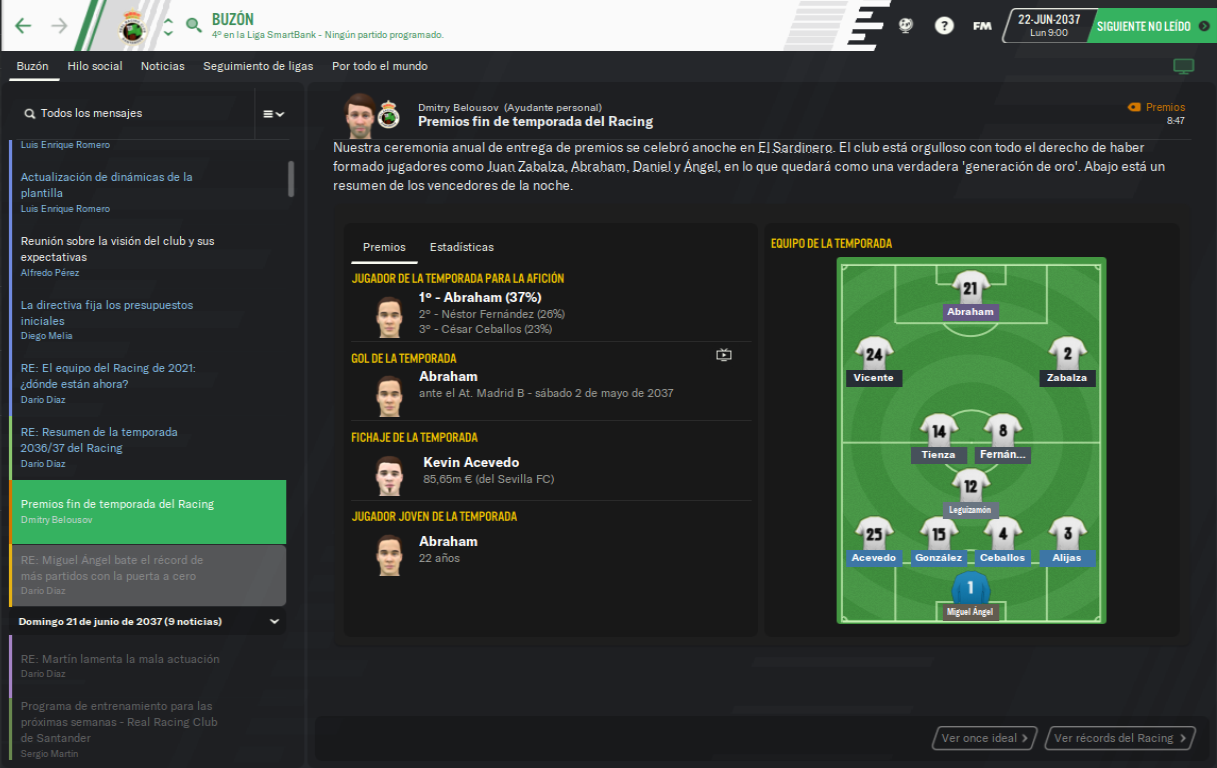 BUZÓN
4º en la Liga SmartBank - Ningún partido programado.
?
FM
22-JUN-2037
Lun 9:00
SIGUIENTE NO LEÍDO
Buzón
Hilo social
Noticias
Seguimiento de ligas
Por todo el mundo
Todos los mensajes
Luis Enrique Romero
Actualización de dinámicas de la
plantilla
Luis Enrique Romero
Reunión sobre la visión del club y sus
expectativas
Alfredo Pérez
La directiva fija los presupuestos
iniciales
Diego Melia
RE: El equipo del Racing de 2021:
¿dónde están ahora?
Darío Díaz
RE: Resumen de la temporada
2036/37 del Racing
Darío Díaz
Premios fin de temporada del Racing
Dmitry Belousov
RE: Miguel Ángel bate el récord de
más partidos con la puerta a cero
Darío Díaz
Domingo 21 de junio de 2037 (9 noticias)
RE: Martín lamenta la mala actuación
Darío Díaz
Programa de entrenamiento para las
próximas semanas - Real Racing Club
de Santander
Sergio Martín
Dmitry Belousov (Ayudante personal)
Premios fin de temporada del Racing
Premios
8:47
Nuestra ceremonia anual de entrega de premios se celebró anoche en El Sardinero. El club está orgulloso con todo el derecho de haber
formado jugadores como Juan Zabalza, Abraham, Daniel y Ángel, en lo que quedará como una verdadera 'generación de oro'. Abajo está un
resumen de los vencedores de la noche.
Premios
Estadísticas
JUGADOR DE LA TEMPORADA PARA LA AFICIÓN
1º - Abraham (37%)
2º - Néstor Fernández (26%)
3º - César Ceballos (23%)
GOL DE LA TEMPORADA
Abraham
ante el At. Madrid B - sábado 2 de mayo de 2037
FICHAJE DE LA TEMPORADA
Kevin Acevedo
85,65m € (del Sevilla FC)
JUGADOR JOVEN DE LA TEMPORADA
Abraham
22 años
EQUIPO DE LA TEMPORADA
21
Abraham
24
2
Vicente
Zabalza
14
8
Tienza
Fernán...
12
Leguizamón
25
15
4
3
Acevedo
González
Ceballos
Alijas
1
Miguel Ángel
Ver once ideal
Ver récords del Racing